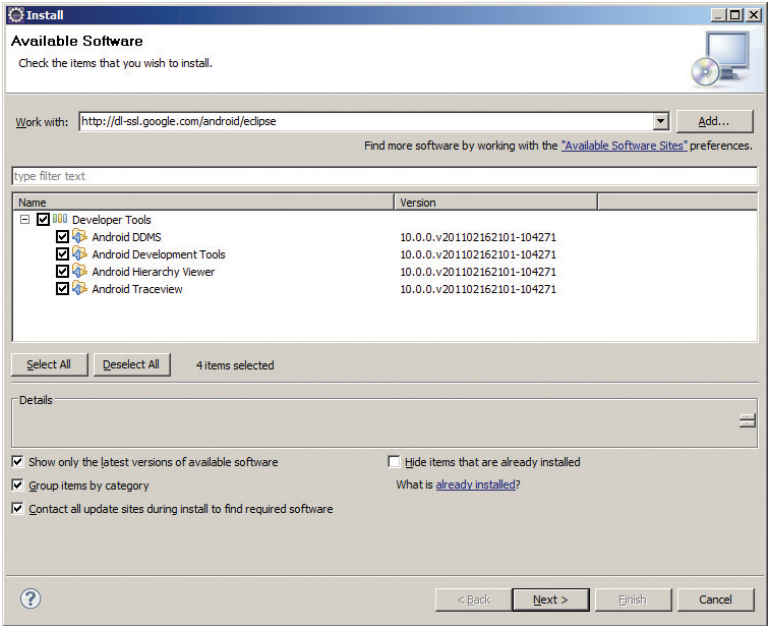 Install
Available Software
Check the items that you wish to install.
Work with: http://dl-ssl.google.com/android/eclipse Add...
Find more software by working with the "Available Software Sites" preferences.
type filter text
Name Version
Developer Tools
Android DDMS 10.0.0.v201102162101-104271
Android Development Tools 10.0.0.v201102162101-104271
Android Hierarchy Viewer 10.0.0.v201102162101-104271
Android Traceview 10.0.0.v201102162101-104271
Select All Deselect All 4 items selected
Details
Show only the latest versions of available software Hide items that are already installed
Group items by category What is already installed?
Contact all update sites during install to find required software
? < Back Next > Finish Cancel